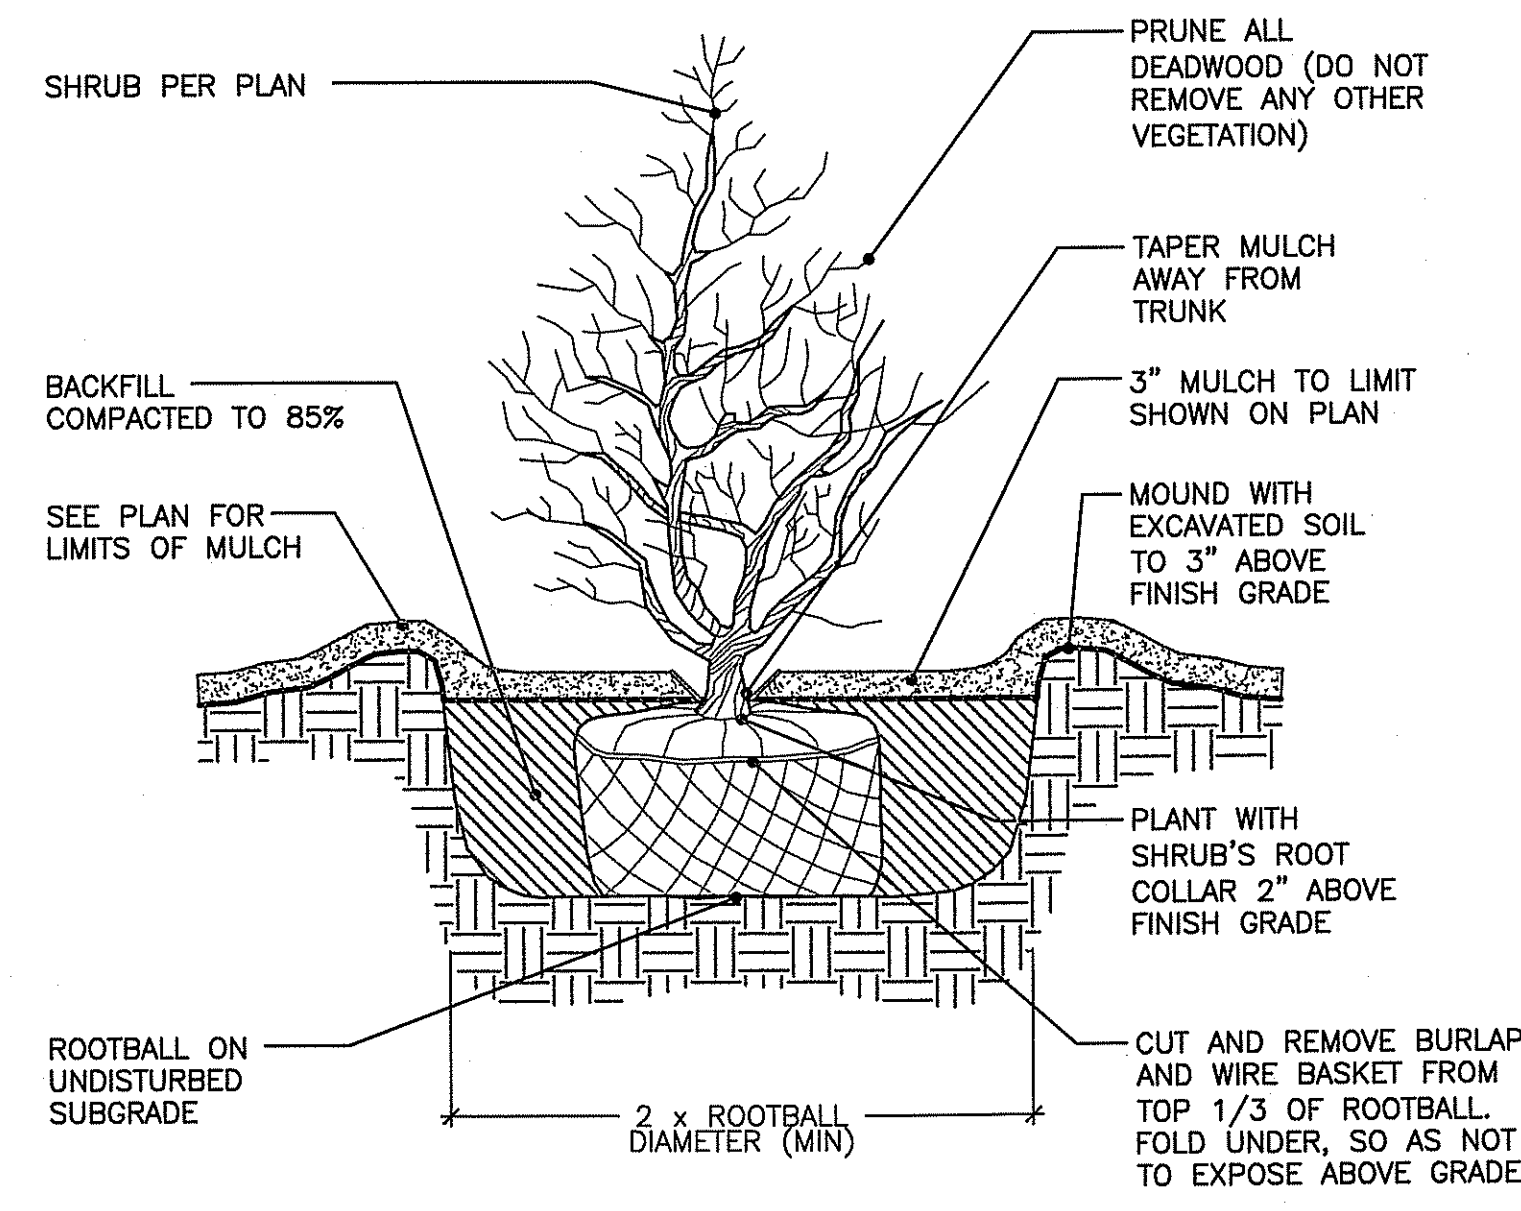 SHRUB PER PLAN
PRUNE ALL
DEADWOOD (DO NOT
REMOVE ANY OTHER
VEGETATION)
TAPER MULCH
AWAY FROM
TRUNK
BACKFILL
COMPACTED TO 85%
3" MULCH TO LIMIT
SHOWN ON PLAN
SEE PLAN FOR
LIMITS OF MULCH
MOUND WITH
EXCAVATED SOIL
TO 3" ABOVE
FINISH GRADE
PLANT WITH
SHRUB'S ROOT
COLLAR 2" ABOVE
FINISH GRADE
ROOTBALL ON
UNDISTURBED
SUBGRADE
2 x ROOTBALL
DIAMETER (MIN)
CUT AND REMOVE BURLAP
AND WIRE BASKET FROM
TOP 1/3 OF ROOTBALL.
FOLD UNDER, SO AS NOT
TO EXPOSE ABOVE GRADE